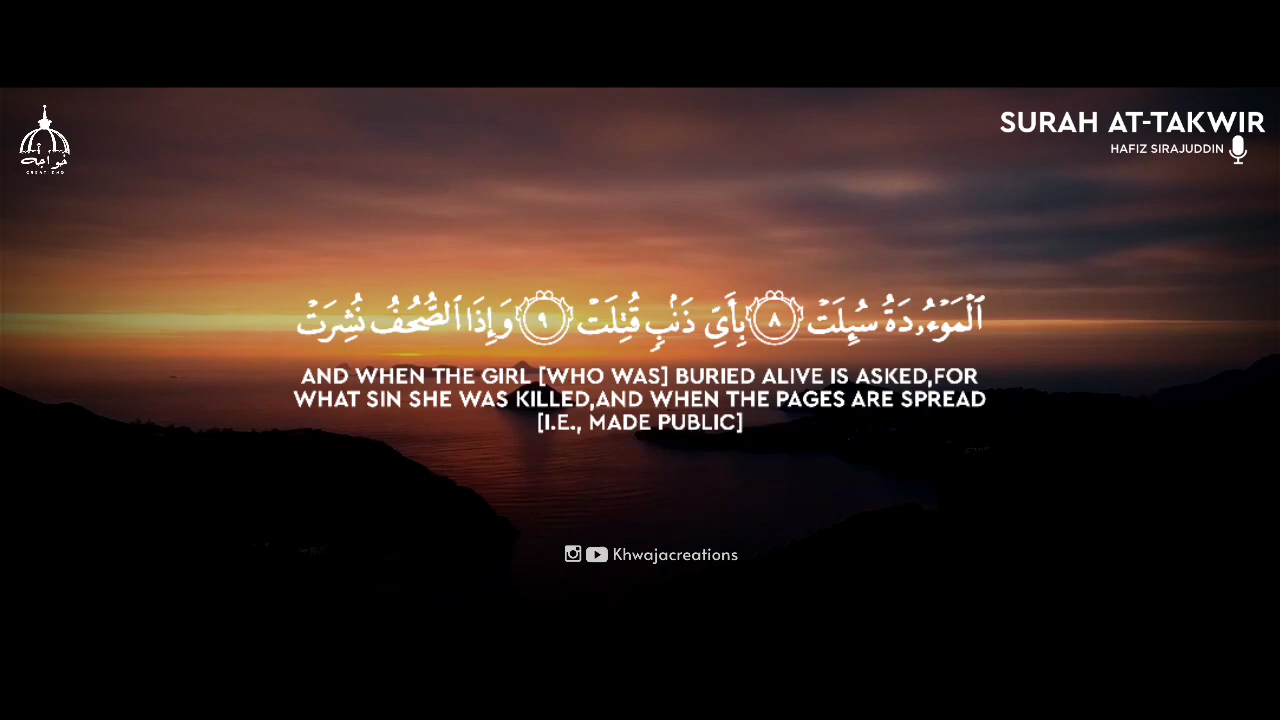 SURAH AT-TAKWIR
HAFIZ SIRAJUDDIN
خواجہ
ٱلْمَوْءُۥدَةُ سُئِلَتْ ٨ بِأَيِّ ذَنۢبٍ قُتِلَتْ ٩ وَإِذَا ٱلصُّحُفُ نُشِرَتْ
AND WHEN THE GIRL [WHO WAS] BURIED ALIVE IS ASKED,FOR
WHAT SIN SHE WAS KILLED,AND WHEN THE PAGES ARE SPREAD
[I.E., MADE PUBLIC]
Khwajacreations